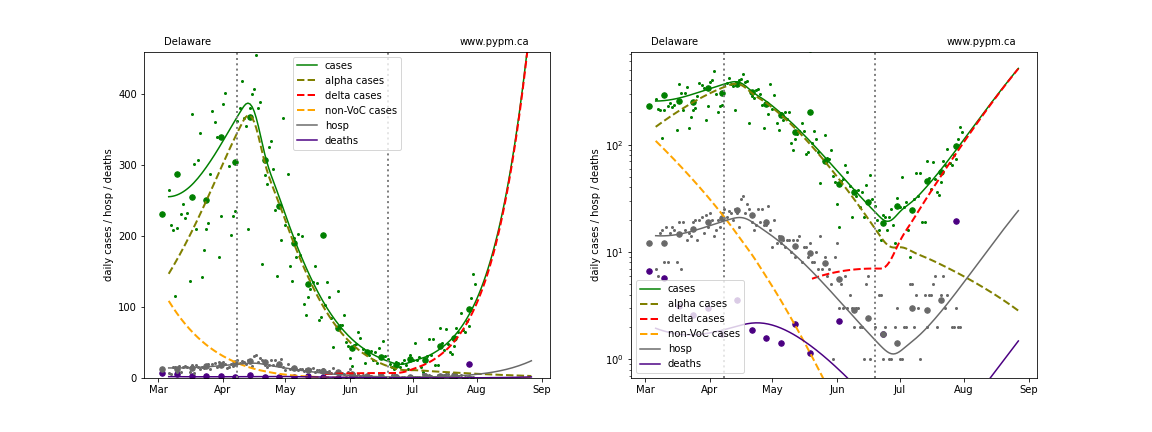 Delaware
www.pypm.ca
daily cases / hosp / deaths
400
300
200
100
0
Mar
Apr
May
Jun
Jul
Aug
Sep
cases
alpha cases
delta cases
non-VoC cases
hosp
deaths
Delaware
www.pypm.ca
daily cases / hosp / deaths
10²
10¹
10⁰
Mar
Apr
May
Jun
Jul
Aug
Sep
cases
alpha cases
delta cases
non-VoC cases
hosp
deaths